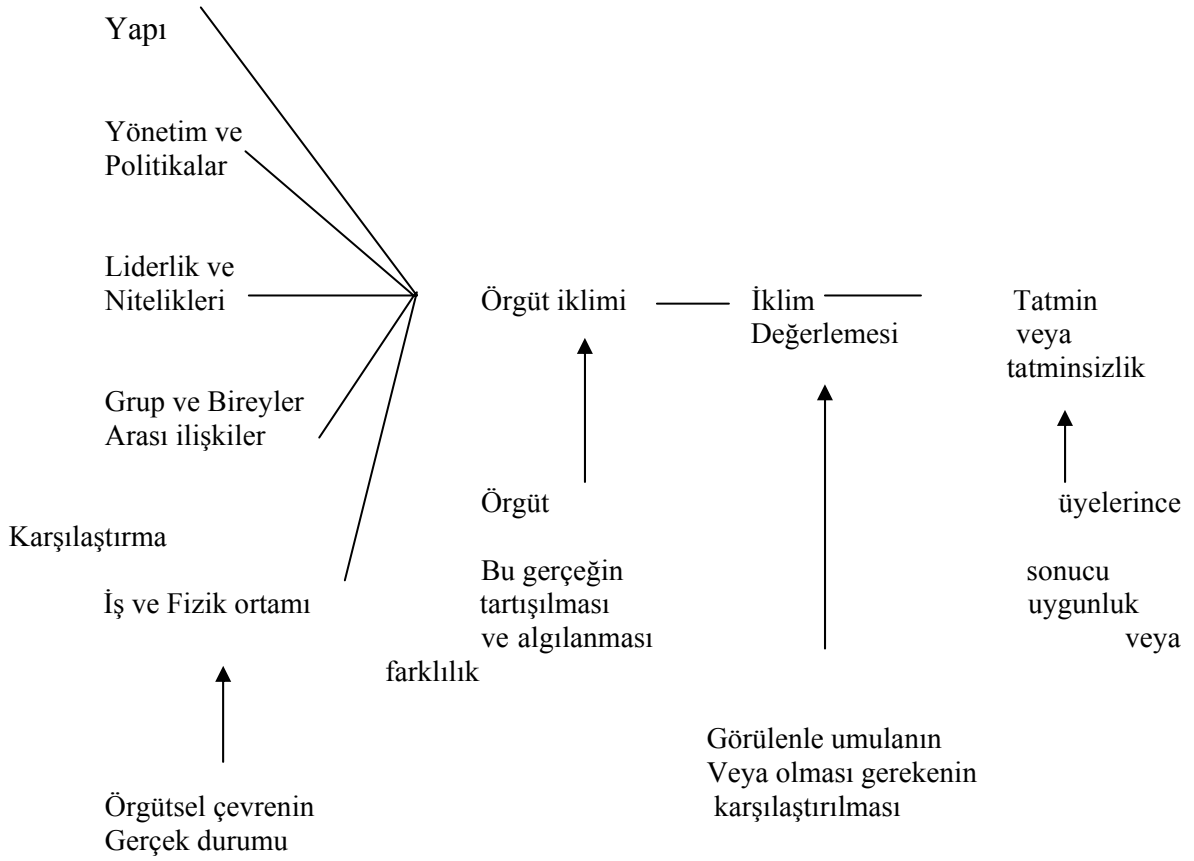 Yapı
Yönetim ve
Politikalar
Liderlik ve
Nitelikleri
Örgüt iklimi
İklim
Değerlemesi
Tatmin
veya
tatminsizlik
Grup ve Bireyler
Arası ilişkiler
Örgüt
üyelerince
Karşılaştırma
İş ve Fizik ortamı
Bu gerçeğin
tartışılması
ve algılanması
sonucu
uygunluk
veya
farklılık
Görülenle umulanın
Veya olması gerekenin
karşılaştırılması
Örgütsel çevrenin
Gerçek durumu